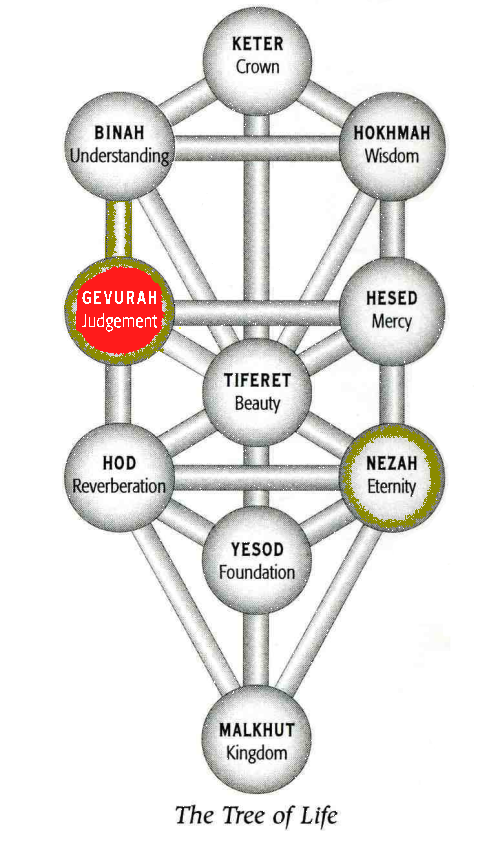 KETER
Crown
BINAH
Understanding
HOKHMAH
Wisdom
GEVURAH
Judgement
HESED
Mercy
TIFERET
Beauty
HOD
Reverberation
NEZAH
Eternity
YESOD
Foundation
MALKHUT
Kingdom
The Tree of Life